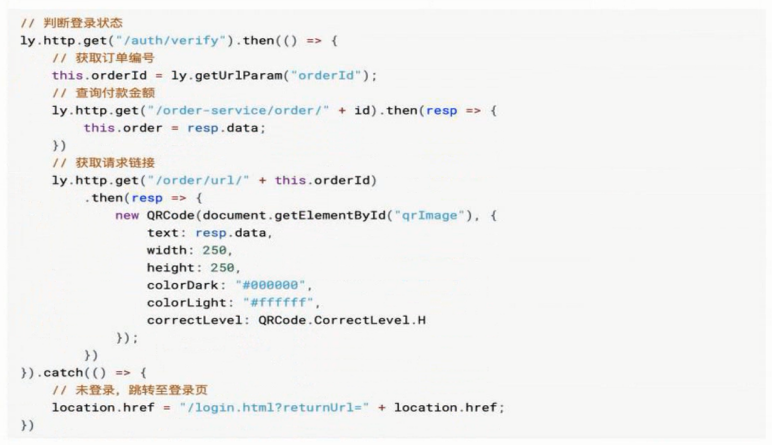 // 判断登录状态
ly.http.get("/auth/verify").then(() => {
    // 获取订单编号
    this.orderId = ly.getUrlParam("orderId");
    // 查询付款金额
    ly.http.get("/order-service/order/" + id).then(resp => {
        this.order = resp.data;
    })
    // 获取请求链接
    ly.http.get("/order/url/" + this.orderId)
        .then(resp => {
            new QRCode(document.getElementById("qrImage"), {
                text: resp.data,
                width: 250,
                height: 250,
                colorDark: "#000000",
                colorLight: "#ffffff",
                correctLevel: QRCode.CorrectLevel.H
            });
        })
}).catch(() => {
    // 未登录，跳转至登录页
    location.href = "/login.html?returnUrl=" + location.href;
})